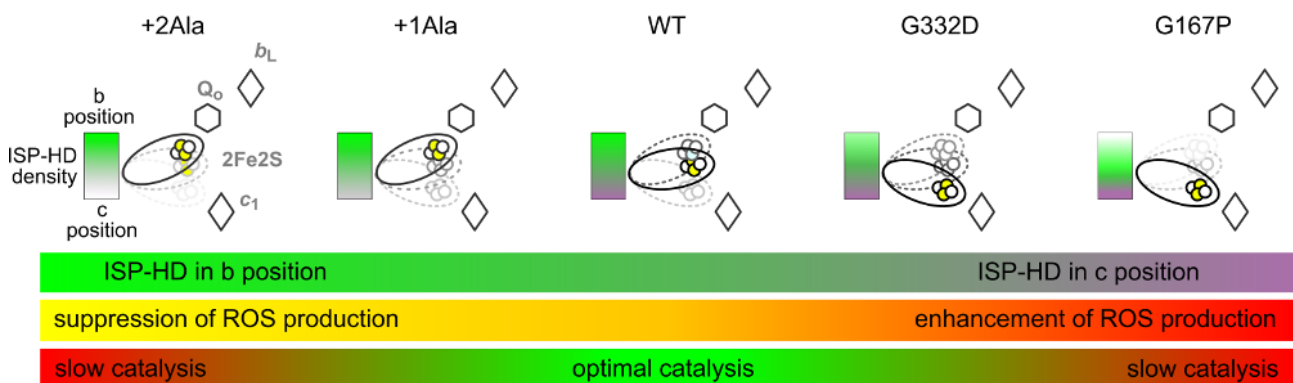 +2Ala
+1Ala
WT
G332D
G167P
bL
Qo
b
position
ISP-HD
density
2Fe2S
c
position
c1
ISP-HD in b position
ISP-HD in c position
suppression of ROS production
enhancement of ROS production
slow catalysis
optimal catalysis
slow catalysis